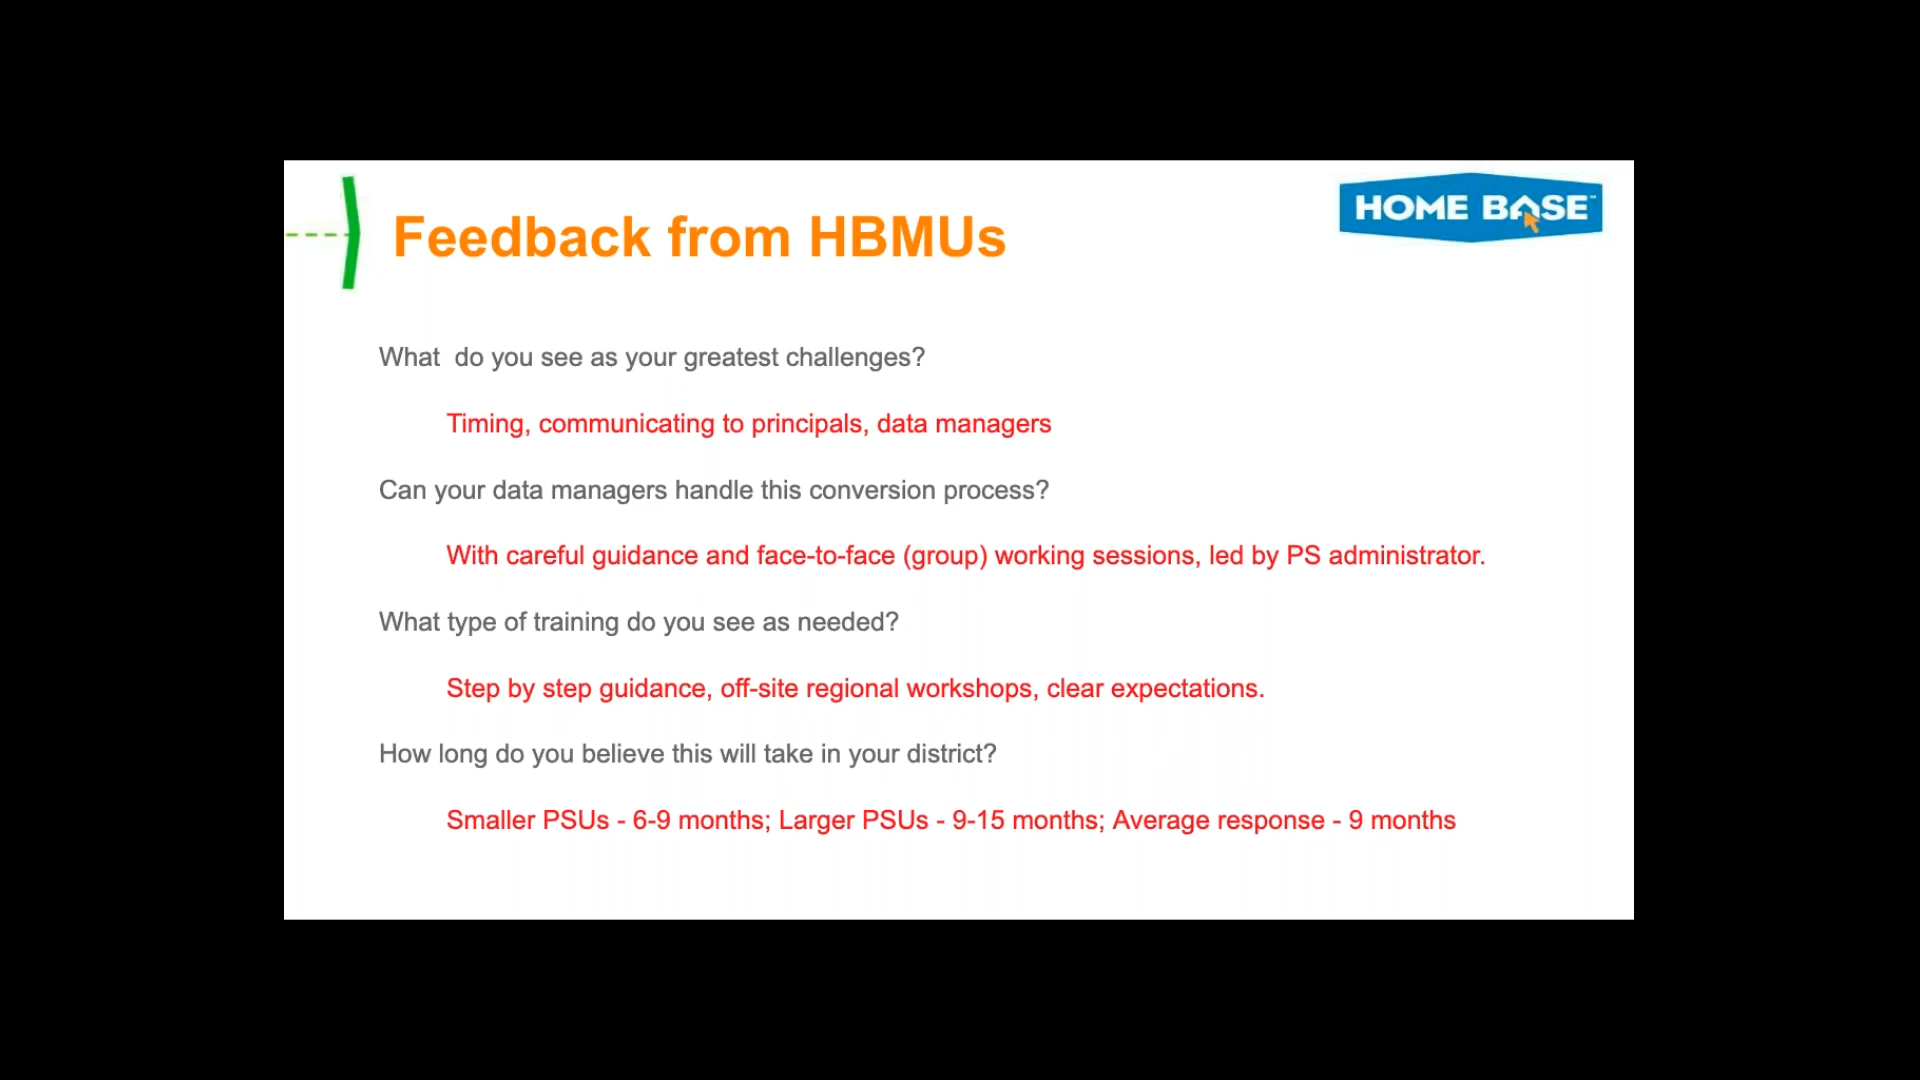 HOME BASE™
Feedback from HBMUs
What  do you see as your greatest challenges?
Timing, communicating to principals, data managers
Can your data managers handle this conversion process?
With careful guidance and face-to-face (group) working sessions, led by PS administrator.
What type of training do you see as needed?
Step by step guidance, off-site regional workshops, clear expectations.
How long do you believe this will take in your district?
Smaller PSUs - 6-9 months; Larger PSUs - 9-15 months; Average response - 9 months